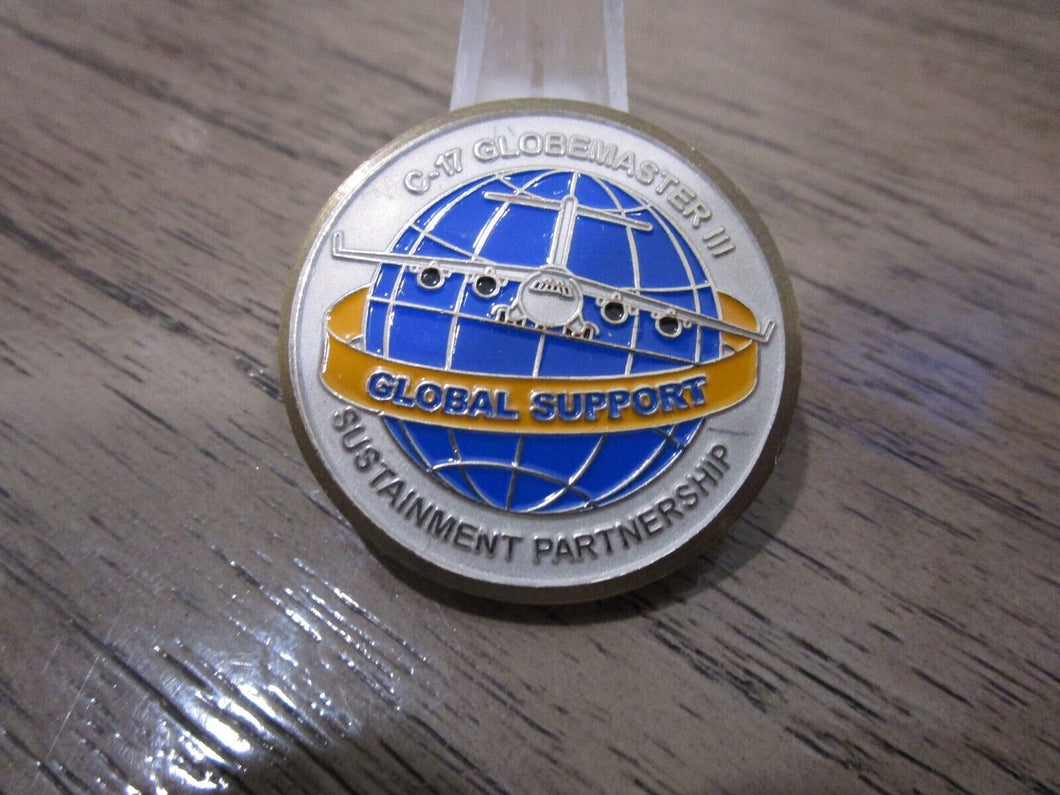 C-17 GLOBEMASTER III
GLOBAL SUPPORT
SUSTAINMENT PARTNERSHIP